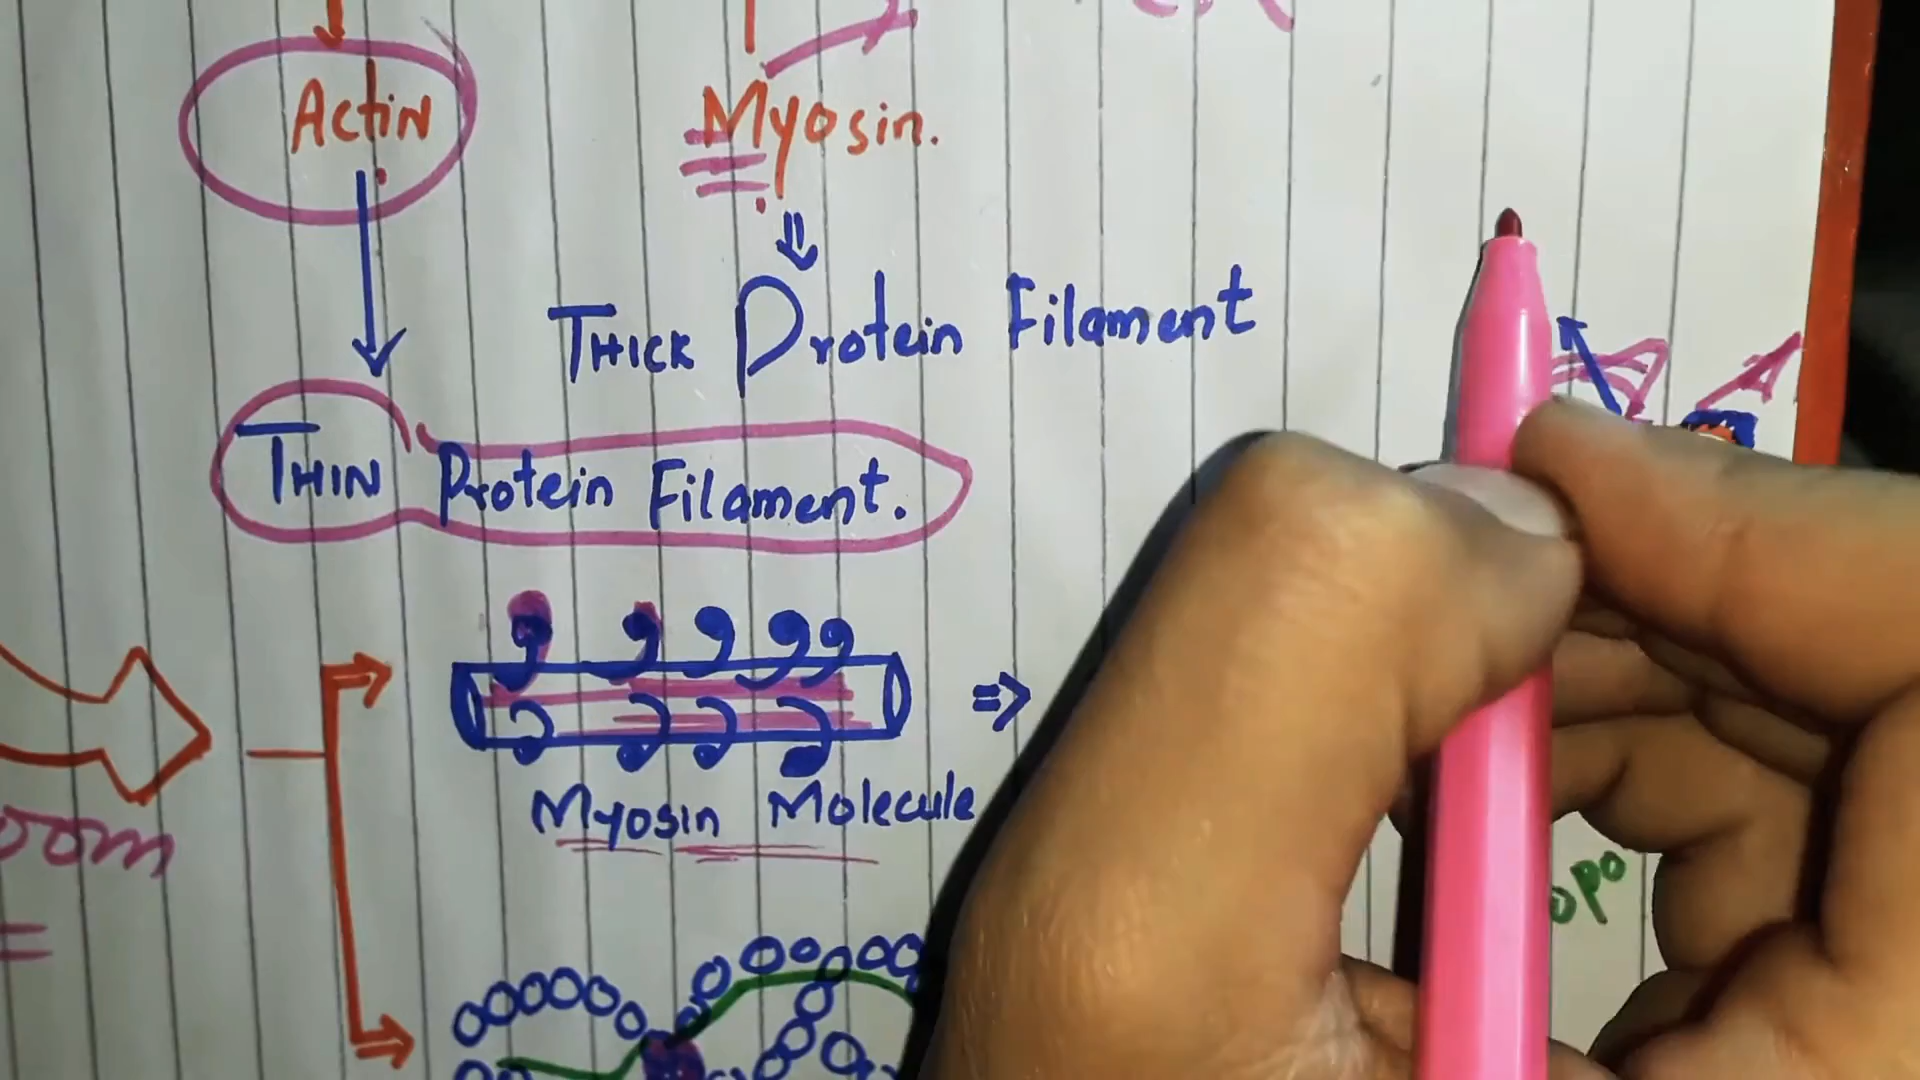 Actin
Myosin.
THICK Protein Filament
THIN Protein Filament.
Myosin Molecule